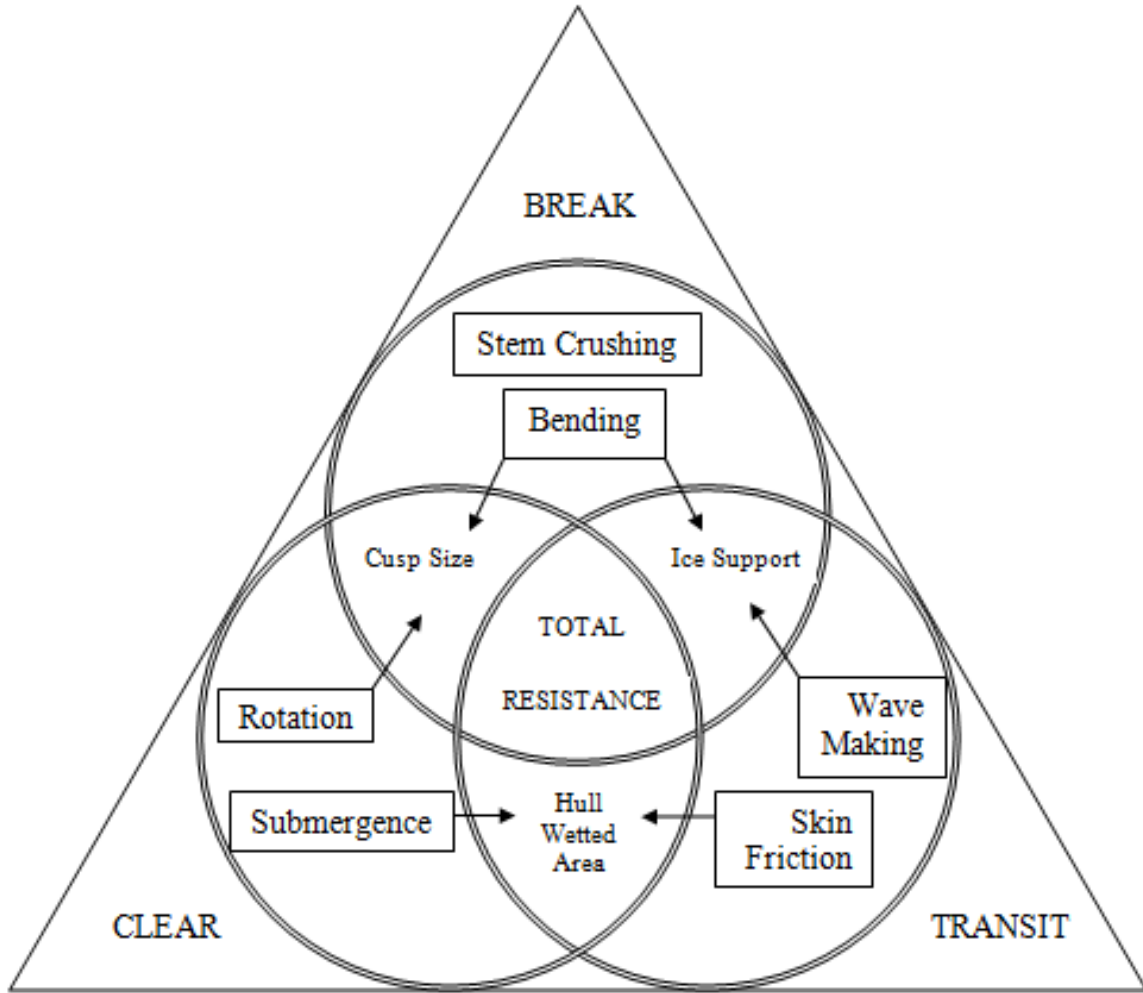 BREAK
Stem Crushing
Bending
Cusp Size
Ice Support
TOTAL
RESISTANCE
Rotation
Wave
Making
Submergence
Hull
Wetted
Area
Skin
Friction
CLEAR
TRANSIT